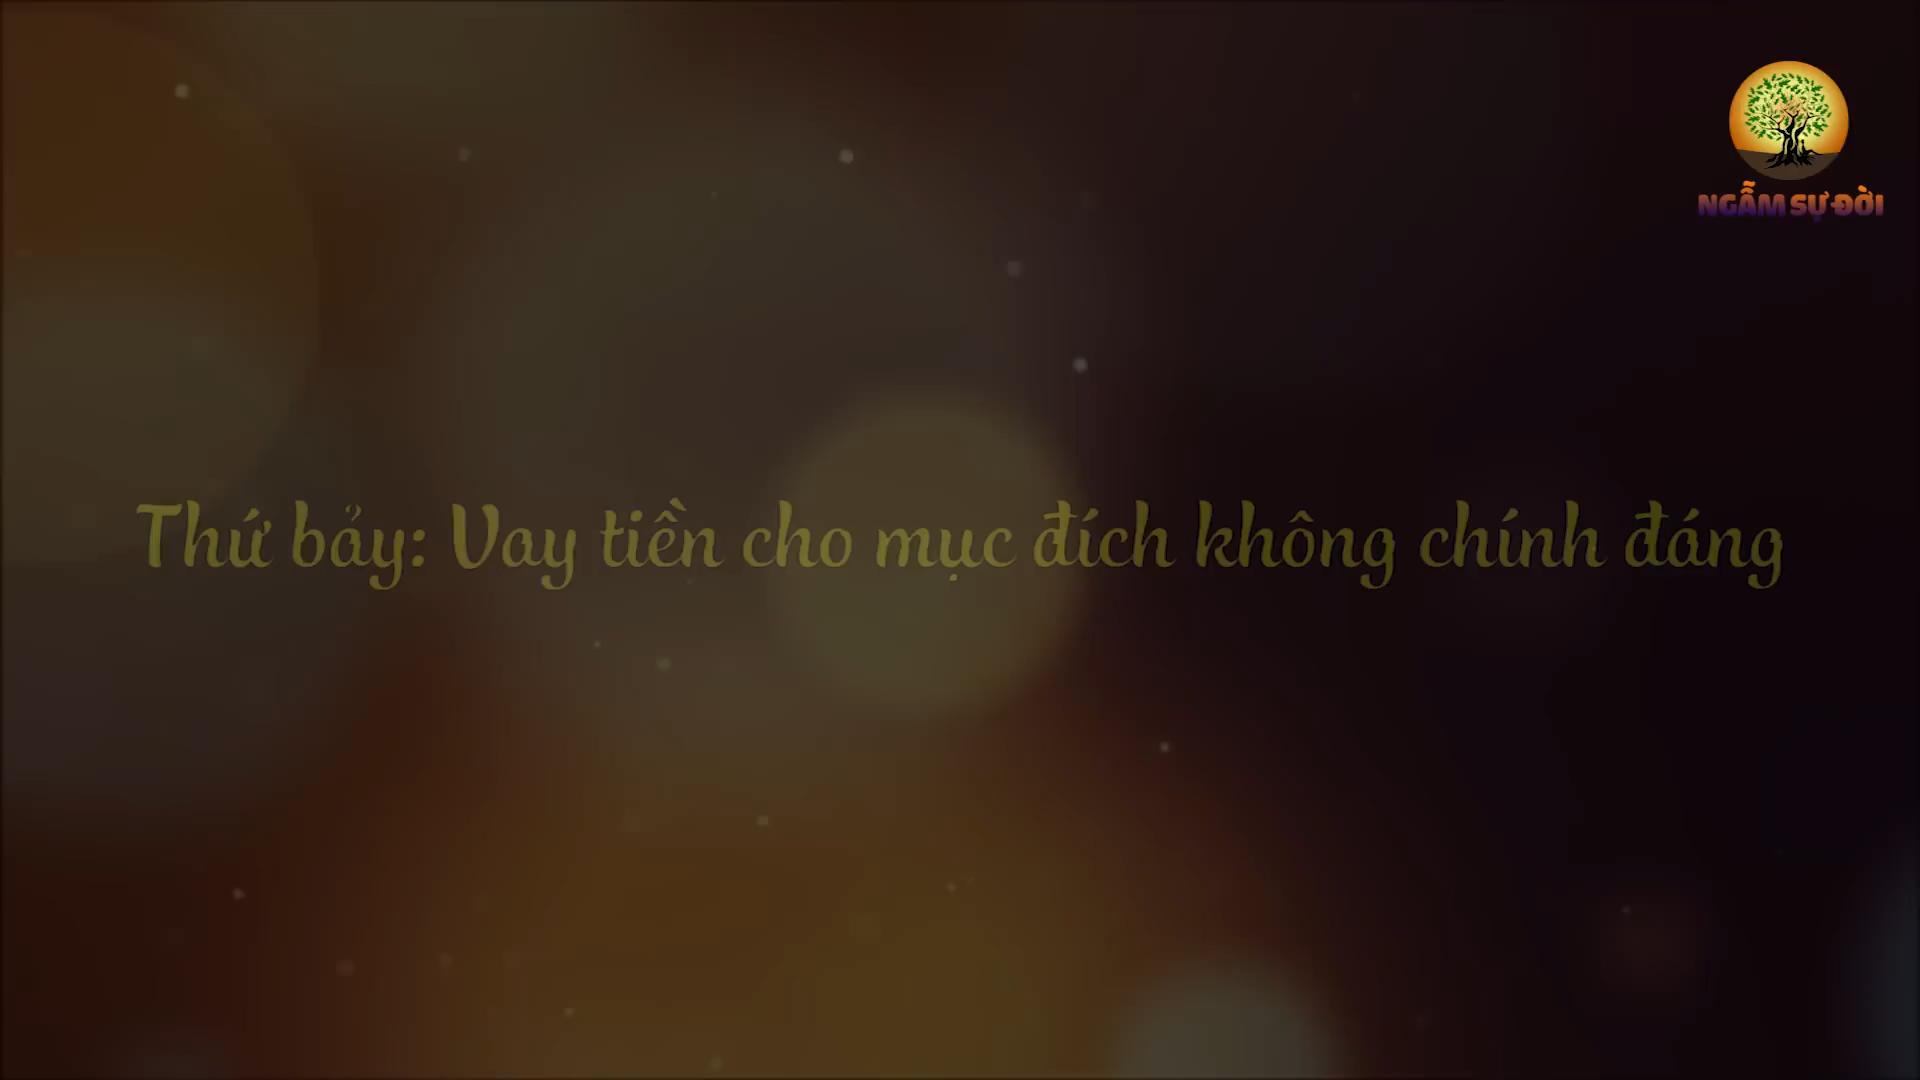 NGẪM SỰ ĐỜI
Thứ bảy: Vay tiền cho mục đích không chính đáng